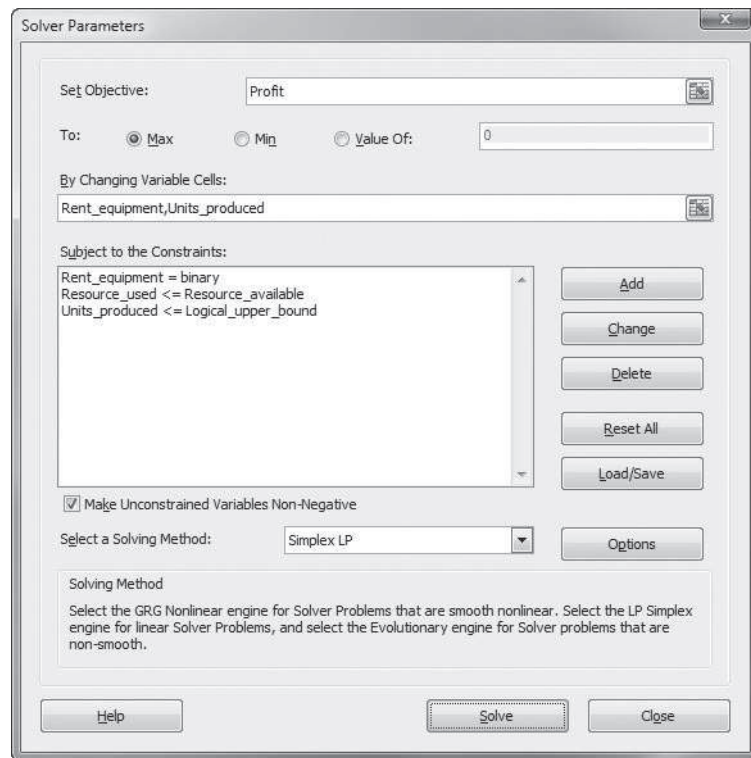 Solver Parameters
x
Set Objective:
Profit
To:
Max
Min
Value Of:
0
By Changing Variable Cells:
Rent_equipment,Units_produced
Subject to the Constraints:
Rent_equipment = binary
Resource_used <= Resource_available
Units_produced <= Logical_upper_bound
Add
Change
Delete
Reset All
Load/Save
Make Unconstrained Variables Non-Negative
Select a Solving Method:
Simplex LP
Options
Solving Method
Select the GRG Nonlinear engine for Solver Problems that are smooth nonlinear. Select the LP Simplex
engine for linear Solver Problems, and select the Evolutionary engine for Solver problems that are
non-smooth.
Help
Solve
Close